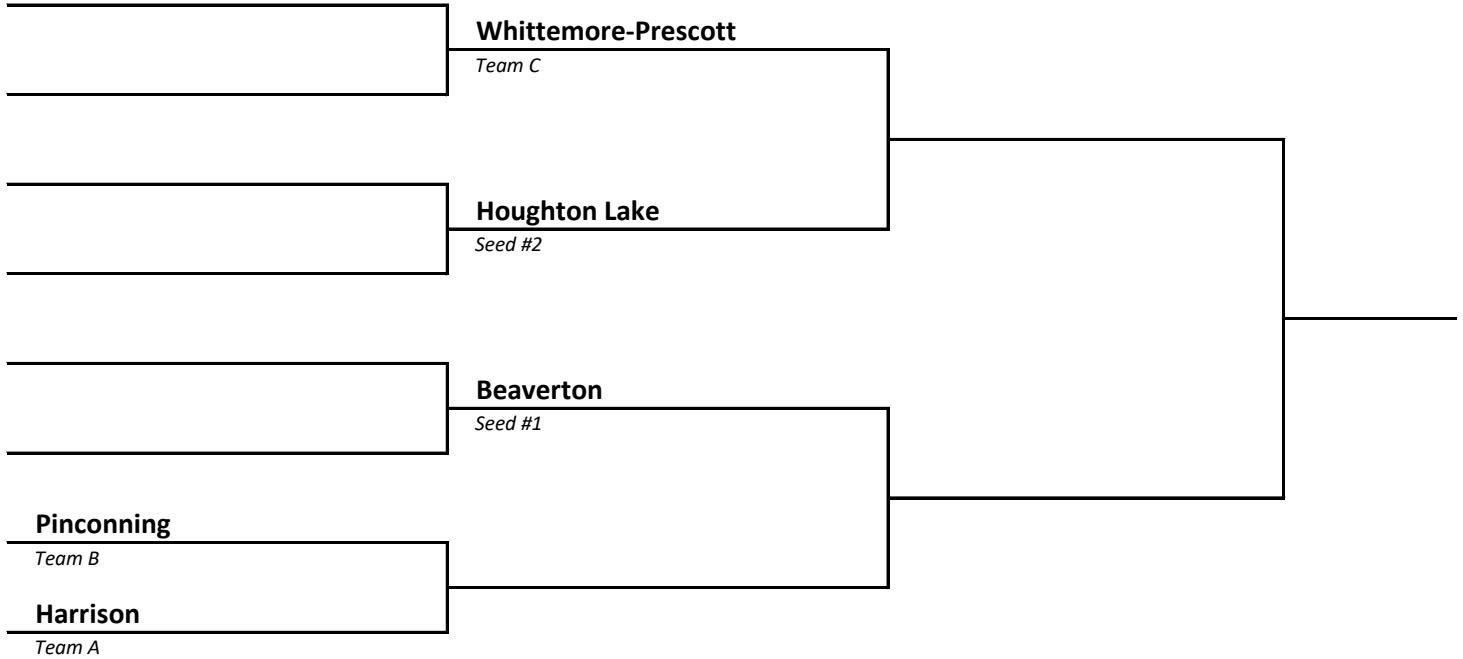 Whittemore-Prescott
Team C
Houghton Lake
Seed #2
Beaverton
Seed #1
Pinconning
Team B
Harrison
Team A